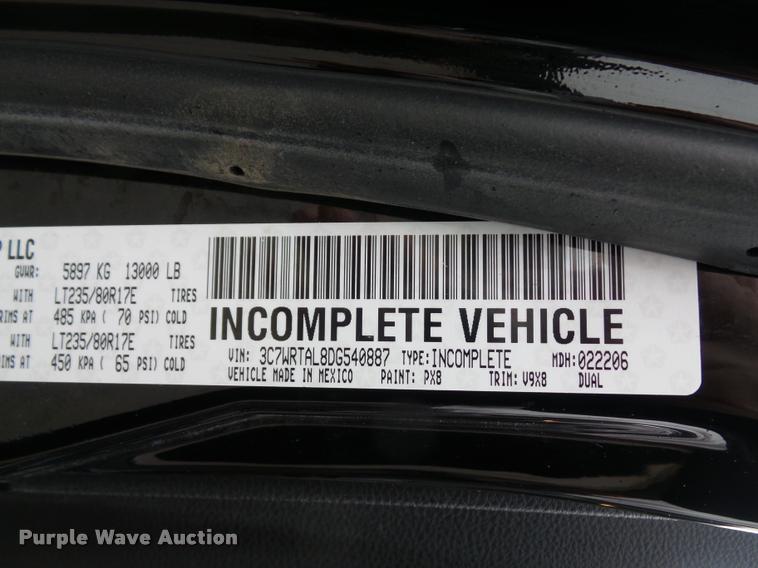 LLC
GVWR: 5897 KG 13000 LB
WITH LT235/80R17E TIRES
RIMS AT 485 KPA ( 70 PSI) COLD
WITH LT235/80R17E TIRES
RIMS AT 450 KPA ( 65 PSI) COLD
INCOMPLETE VEHICLE
VIN: 3C7WRTAL8DG540887 TYPE: INCOMPLETE MDH: 022206
VEHICLE MADE IN MEXICO PAINT: PX8 TRIM: V9X8 DUAL
Purple Wave Auction